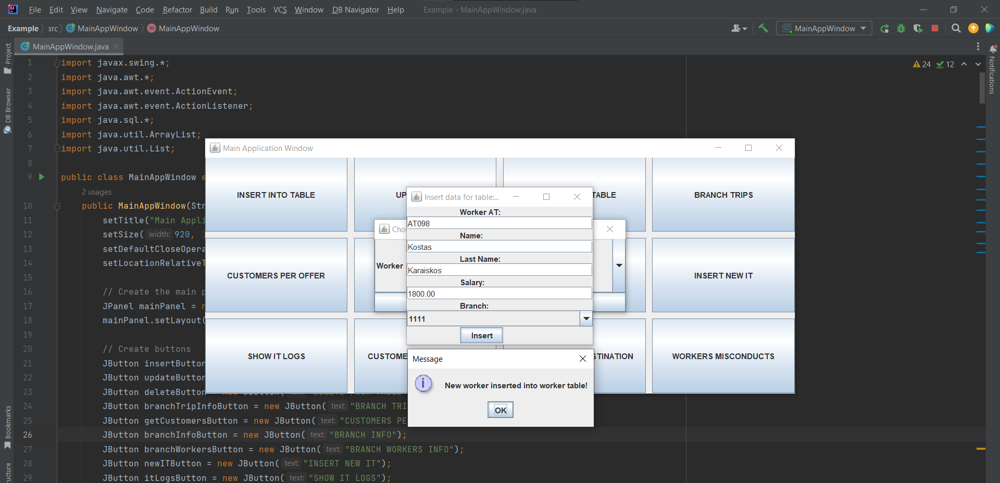 File Edit View Navigate Code Refactor Build Run Tools VCS Window DB Navigator Help Example - MainAppWindow.java
Example src MainAppWindow m MainAppWindow MainAppWindow
MainAppWindow.java
Project
DB Browser
Bookmarks
Notifications
24 12
1 import javax.swing.*;
2 import java.awt.*;
3 import java.awt.event.ActionEvent;
4 import java.awt.event.ActionListener;
5 import java.sql.*;
6 import java.util.ArrayList;
7 import java.util.List;
8
9 public class MainAppWindow e
2 usages
10 public MainAppWindow(Str
11 setTitle("Main Appli
12 setSize( width: 920,
13 setDefaultCloseOpera
14 setLocationRelativeT
15
16 // Create the main p
17 JPanel mainPanel = n
18 mainPanel.setLayout(
19
20 // Create buttons
21 JButton insertButton
22 JButton updateButton
23 JButton deleteButton = new JButton( text: "DELETE FROM TABLE
24 JButton branchTripInfoButton = new JButton( text: "BRANCH TRI
25 JButton getCustomersButton = new JButton( text: "CUSTOMERS PE
26 JButton branchInfoButton = new JButton( text: "BRANCH INFO");
27 JButton branchWorkersButton = new JButton( text: "BRANCH WORKERS INFO");
28 JButton newITButton = new JButton( text: "INSERT NEW IT");
29 JButton itLogsButton = new JButton( text: "SHOW IT LOGS");
Main Application Window
INSERT INTO TABLE
UP
TABLE
BRANCH TRIPS
CUSTOMERS PER OFFER
INSERT NEW IT
SHOW IT LOGS
CUSTOME
STINATION
WORKERS MISCONDUCTS
Cho
Worker
Insert data for table:...
Worker AT:
AT098
Name:
Kostas
Last Name:
Karaiskos
Salary:
1800.00
Branch:
1111
Insert
Message
New worker inserted into worker table!
OK